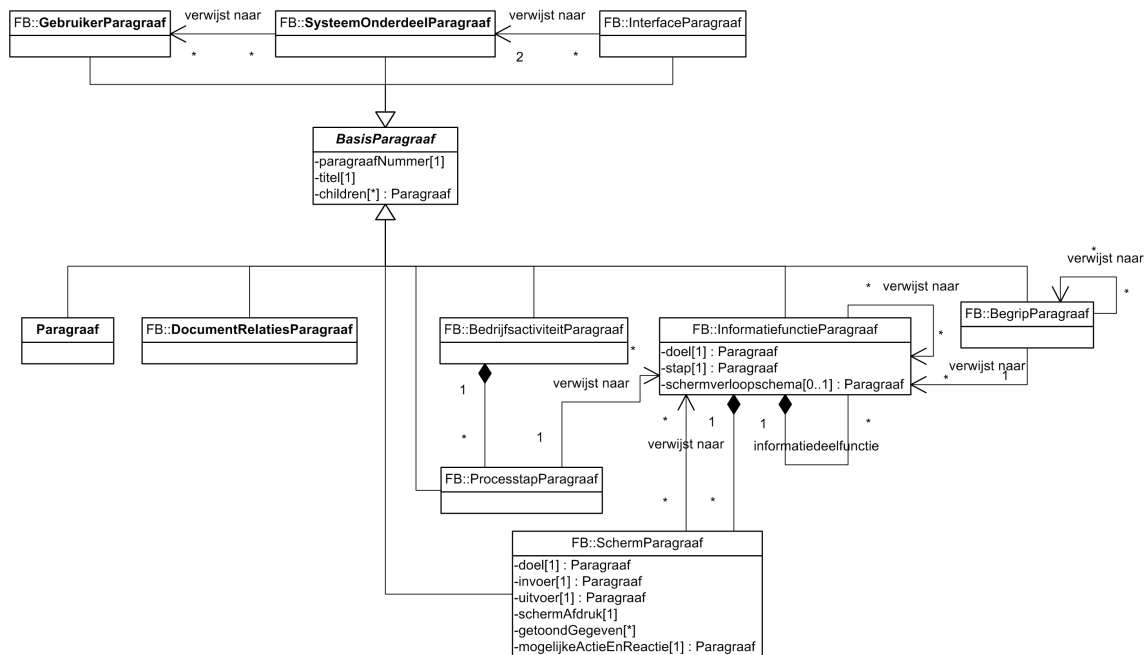 verwijst naar
verwijst naar
FB::GebruikerParagraaf
FB::SysteemOnderdeelParagraaf
FB::InterfaceParagraaf
*
*
2
*
BasisParagraaf
-paragraafNummer[1]
-titel[1]
-children[*] : Paragraaf
*
verwijst naar
*
verwijst naar
*
Paragraaf
FB::DocumentRelatiesParagraaf
FB::BedrijfsactiviteitParagraaf
FB::InformatiefunctieParagraaf
FB::BegripParagraaf
*
*
-doel[1] : Paragraaf
-stap[1] : Paragraaf
-schermverloopschema[0..1] : Paragraaf
verwijst naar
1
*
verwijst naar
1
*
1
*
1
1
*
verwijst naar
informatiedeelfunctie
FB::ProcesstapParagraaf
*
*
FB::SchermParagraaf
-doel[1] : Paragraaf
-invoer[1] : Paragraaf
-uitvoer[1] : Paragraaf
-schermAfdruk[1]
-getoondGegeven[*]
-mogelijkeActieEnReactie[1] : Paragraaf